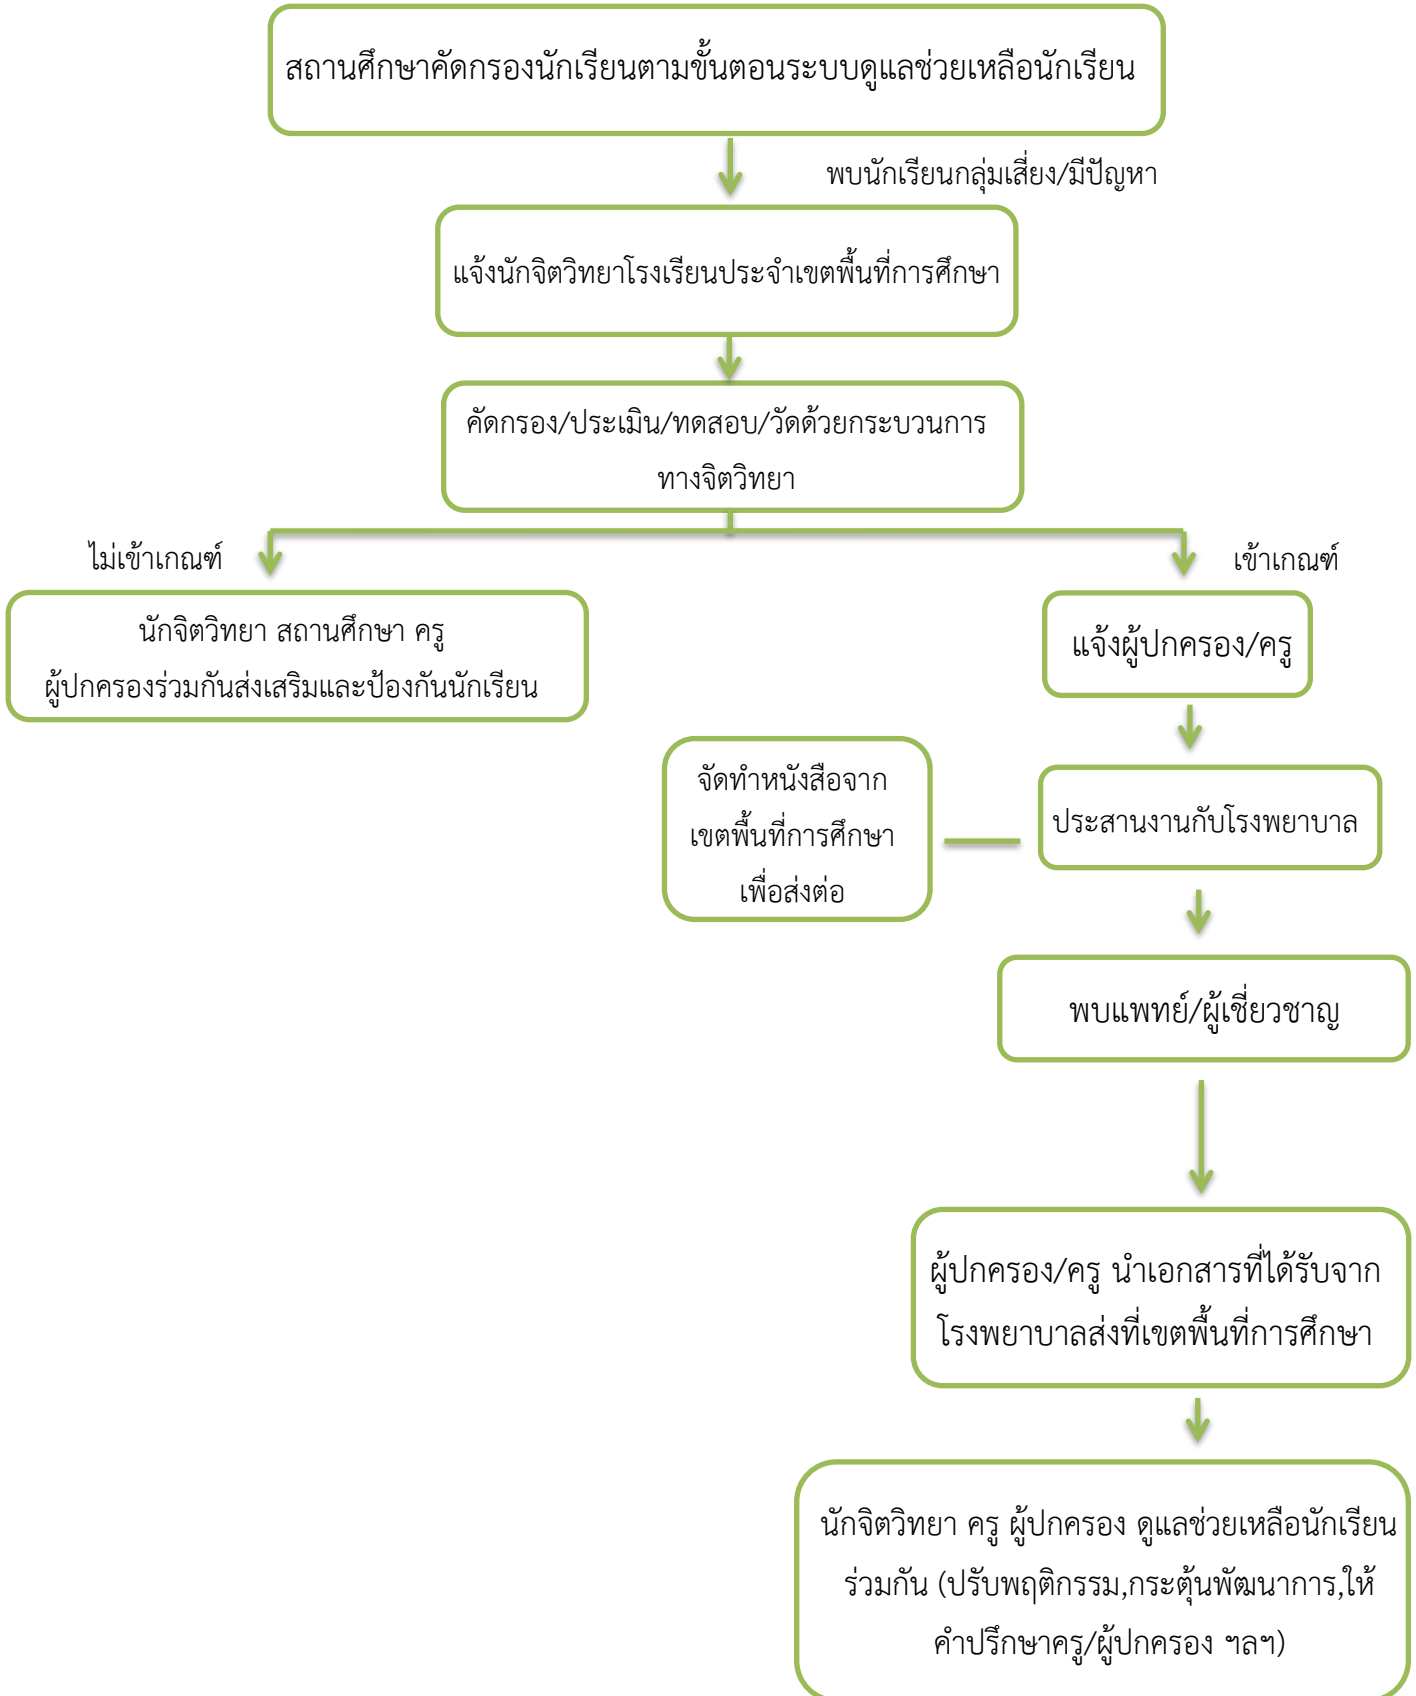 สถานศึกษาคัดกรองนักเรียนตามขั้นตอนระบบดูแลช่วยเหลือนักเรียน
พบนักเรียนกลุ่มเสี่ยง/มีปัญหา
แจ้งนักจิตวิทยาโรงเรียนประจำเขตพื้นที่การศึกษา
คัดกรอง/ประเมิน/ทดสอบ/วัดด้วยกระบวนการ
ทางจิตวิทยา
ไม่เข้าเกณฑ์
เข้าเกณฑ์
นักจิตวิทยา สถานศึกษา ครู
ผู้ปกครองร่วมกันส่งเสริมและป้องกันนักเรียน
แจ้งผู้ปกครอง/ครู
จัดทำหนังสือจาก
เขตพื้นที่การศึกษา
เพื่อส่งต่อ
ประสานงานกับโรงพยาบาล
พบแพทย์/ผู้เชี่ยวชาญ
ผู้ปกครอง/ครู นำเอกสารที่ได้รับจาก
โรงพยาบาลส่งที่เขตพื้นที่การศึกษา
นักจิตวิทยา ครู ผู้ปกครอง ดูแลช่วยเหลือนักเรียน
ร่วมกัน (ปรับพฤติกรรม,กระตุ้นพัฒนาการ,ให้
คำปรึกษาครู/ผู้ปกครอง ฯลฯ)